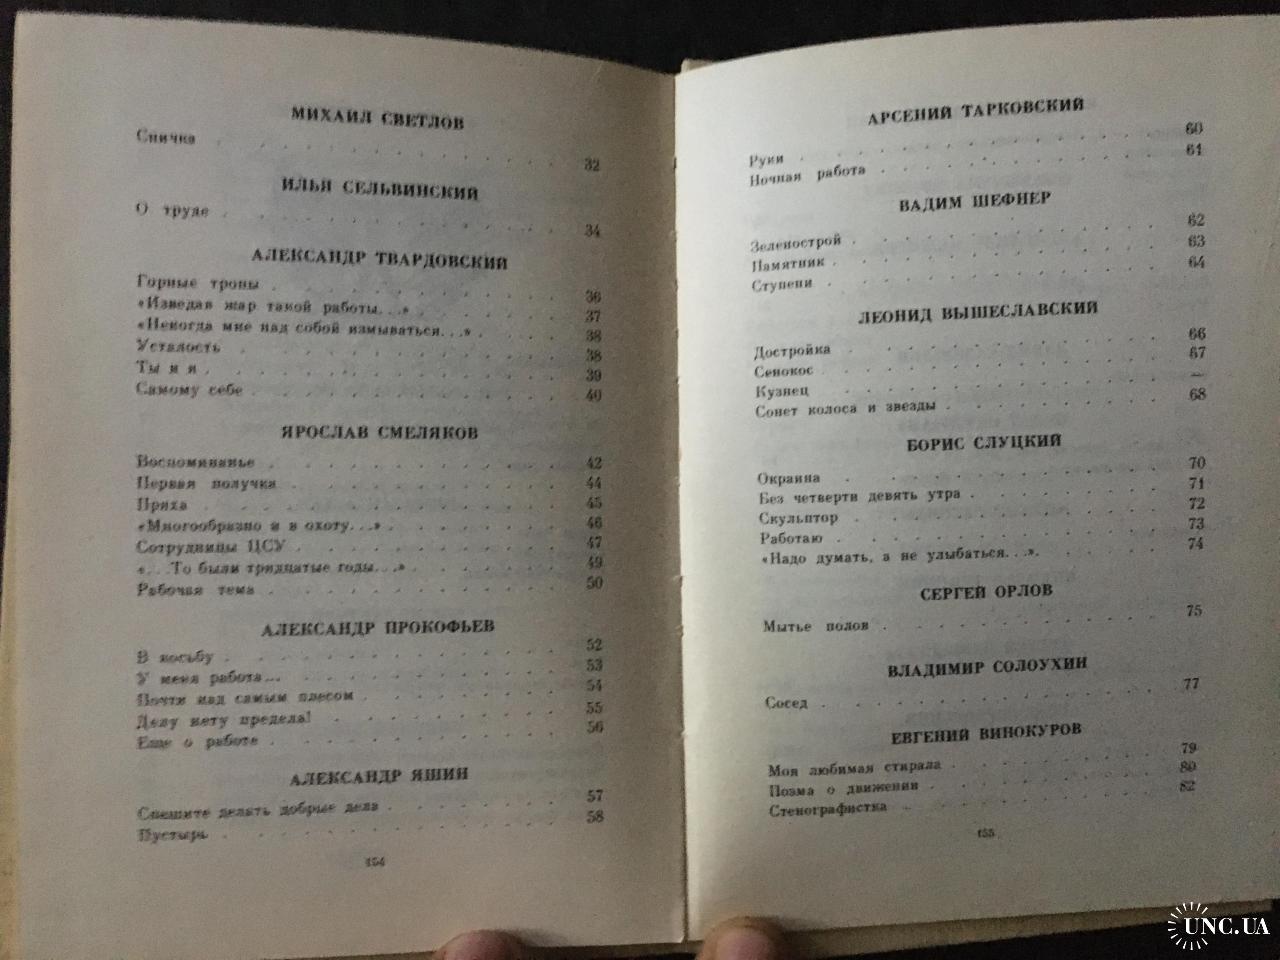 МИХАИЛ СВЕТЛОВ
Спичка . . . . . . . . . . . . 32
ИЛЬЯ СЕЛЬВИНСКИЙ
О труде . . . . . . . . . . . . 34
АЛЕКСАНДР ТВАРДОВСКИЙ
Горные тропы . . . . . . . . . . . . 36
«Изведав жар такой работы...» . . . . . . . 37
«Некогда мне над собой измываться...» . . . . . 38
Усталость . . . . . . . . . . . . 38
Ты и я . . . . . . . . . . . . 39
Самому себе . . . . . . . . . . . . 40
ЯРОСЛАВ СМЕЛЯКОВ
Воспоминанье . . . . . . . . . . . . 42
Первая получка . . . . . . . . . . . . 44
Пряха . . . . . . . . . . . . 45
«Многообразно и в охоту...» . . . . . . . . 46
Сотрудницы ЦСУ . . . . . . . . . . . . 47
«...То были тридцатые годы...» . . . . . . . 49
Рабочая тема . . . . . . . . . . . . 50
АЛЕКСАНДР ПРОКОФЬЕВ
В косьбу . . . . . . . . . . . . 52
У меня работа... . . . . . . . . . . . 53
Почти над самым плесом . . . . . . . . 54
Делу нету предела! . . . . . . . . . . 55
Еще о работе . . . . . . . . . . . . 56
АЛЕКСАНДР ЯШИН
Спешите делать добрые дела . . . . . . . 57
Пустырь . . . . . . . . . . . . 58
154
АРСЕНИЙ ТАРКОВСКИЙ
Руки . . . . . . . . . . . . 60
Ночная работа . . . . . . . . . . . . 61
ВАДИМ ШЕФНЕР
Зеленострой . . . . . . . . . . . . 62
Памятник . . . . . . . . . . . . 63
Ступени . . . . . . . . . . . . 64
ЛЕОНИД ВЫШЕСЛАВСКИЙ
Достройка . . . . . . . . . . . . 66
Сенокос . . . . . . . . . . . . 67
Кузнец . . . . . . . . . . . . —
Сонет колоса и звезды . . . . . . . . . 68
БОРИС СЛУЦКИЙ
Окраина . . . . . . . . . . . . 70
Без четверти девять утра . . . . . . . . 71
Скульптор . . . . . . . . . . . . 72
Работаю . . . . . . . . . . . . 73
«Надо думать, а не улыбаться...». . . . . . 74
СЕРГЕЙ ОРЛОВ
Мытье полов . . . . . . . . . . . . 75
ВЛАДИМИР СОЛОУХИН
Сосед . . . . . . . . . . . . 77
ЕВГЕНИЙ ВИНОКУРОВ
Моя любимая стирала . . . . . . . . . 79
Поэма о движении . . . . . . . . . . 80
Стенографистка . . . . . . . . . . . . 82
155
UNC.UA